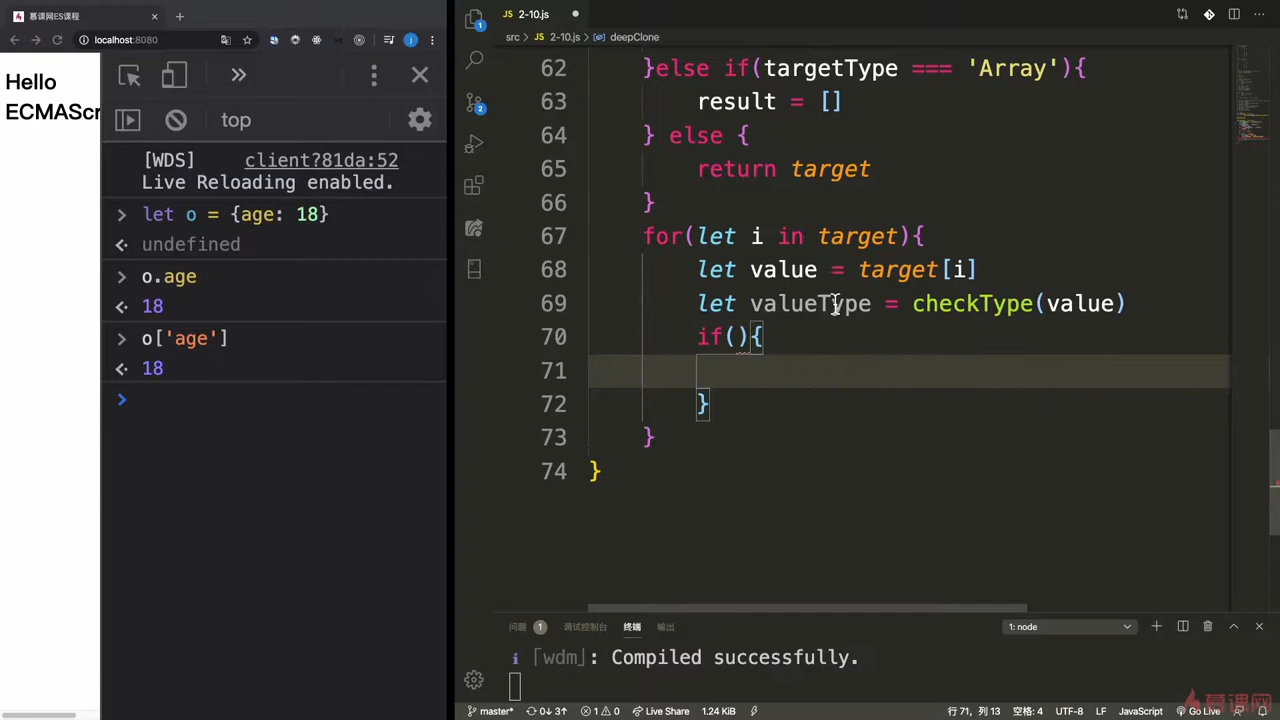 慕课网ES课程
localhost:8080
Hello
ECMAScr
top
[WDS] client?81da:52
Live Reloading enabled.
let o = {age: 18}
undefined
o.age
18
o['age']
18
2-10.js
src > 2-10.js > deepClone
62 }else if(targetType === 'Array'){
63 result = []
64 } else {
65 return target
66 }
67 for(let i in target){
68 let value = target[i]
69 let valueType = checkType(value)
70 if(){
71
72 }
73 }
74 }
问题 1 调试控制台 终端 输出
1: node
i ｢wdm｣: Compiled successfully.
慕课网
master* 0↓ 3↑ 1 0 Live Share 1.24 KiB 行 71, 列 13 空格: 4 UTF-8 LF JavaScript Go Live